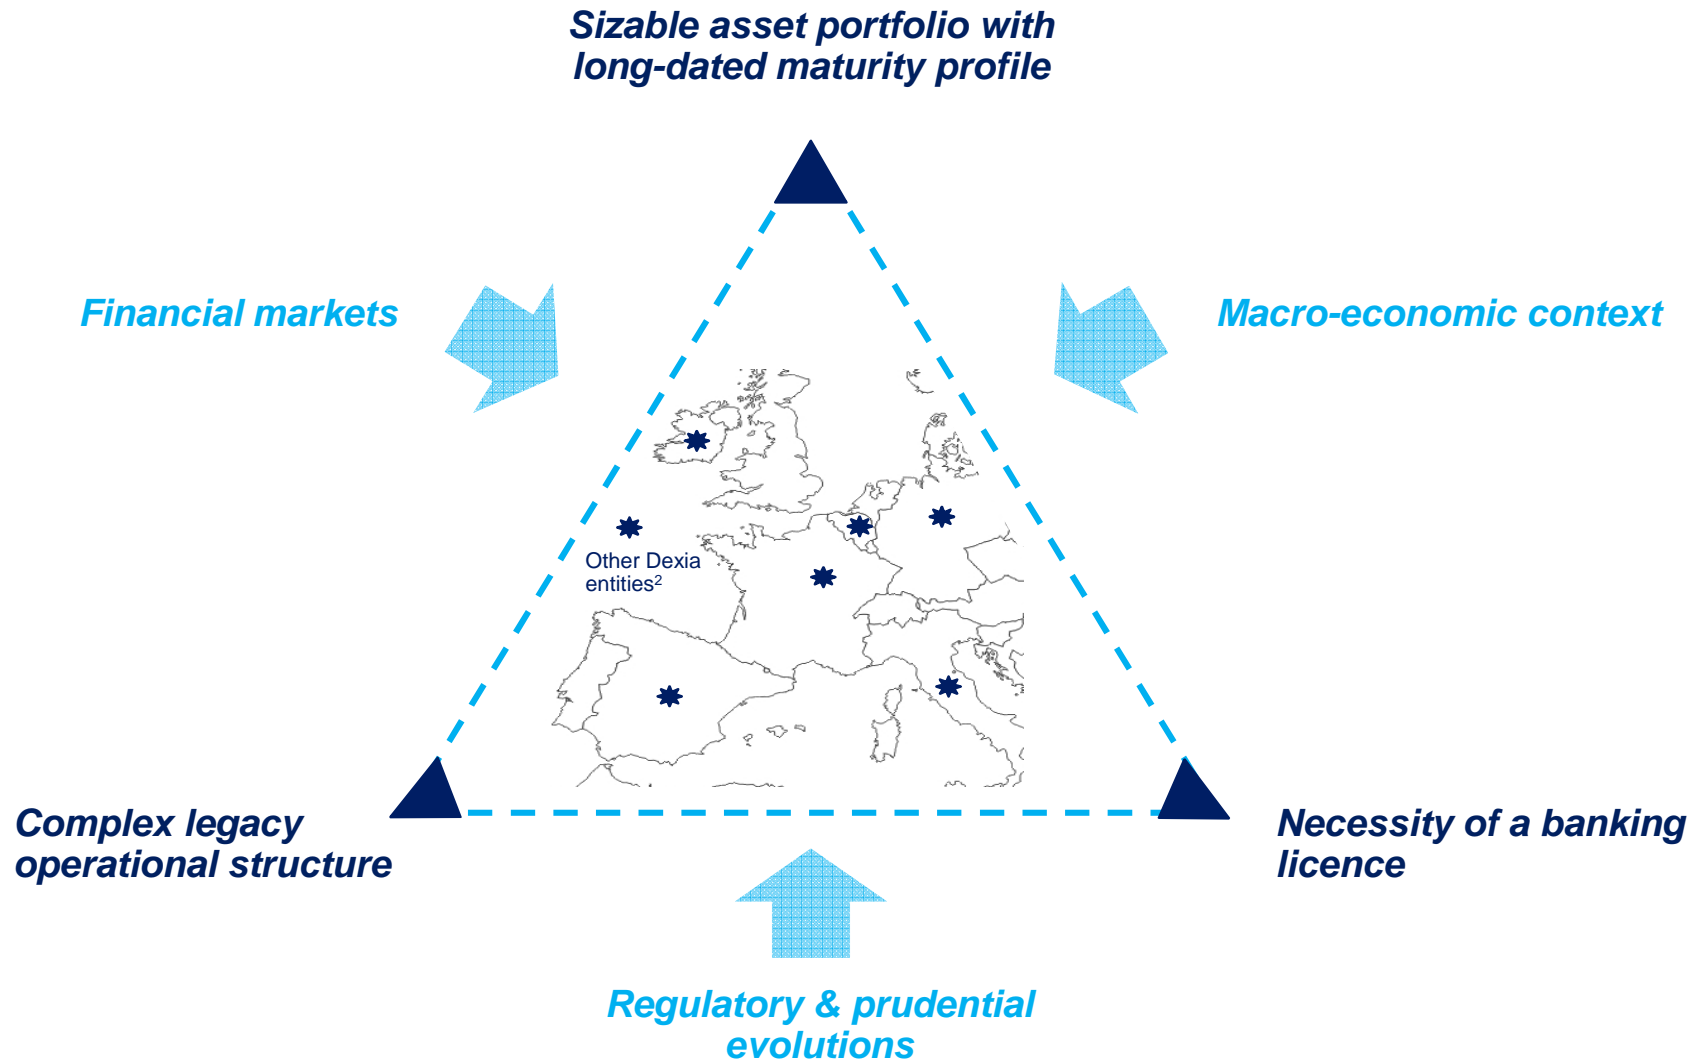 Sizable asset portfolio with
long-dated maturity profile
Financial markets
Macro-economic context
Other Dexia
entities²
Complex legacy
operational structure
Necessity of a banking
licence
Regulatory & prudential
evolutions